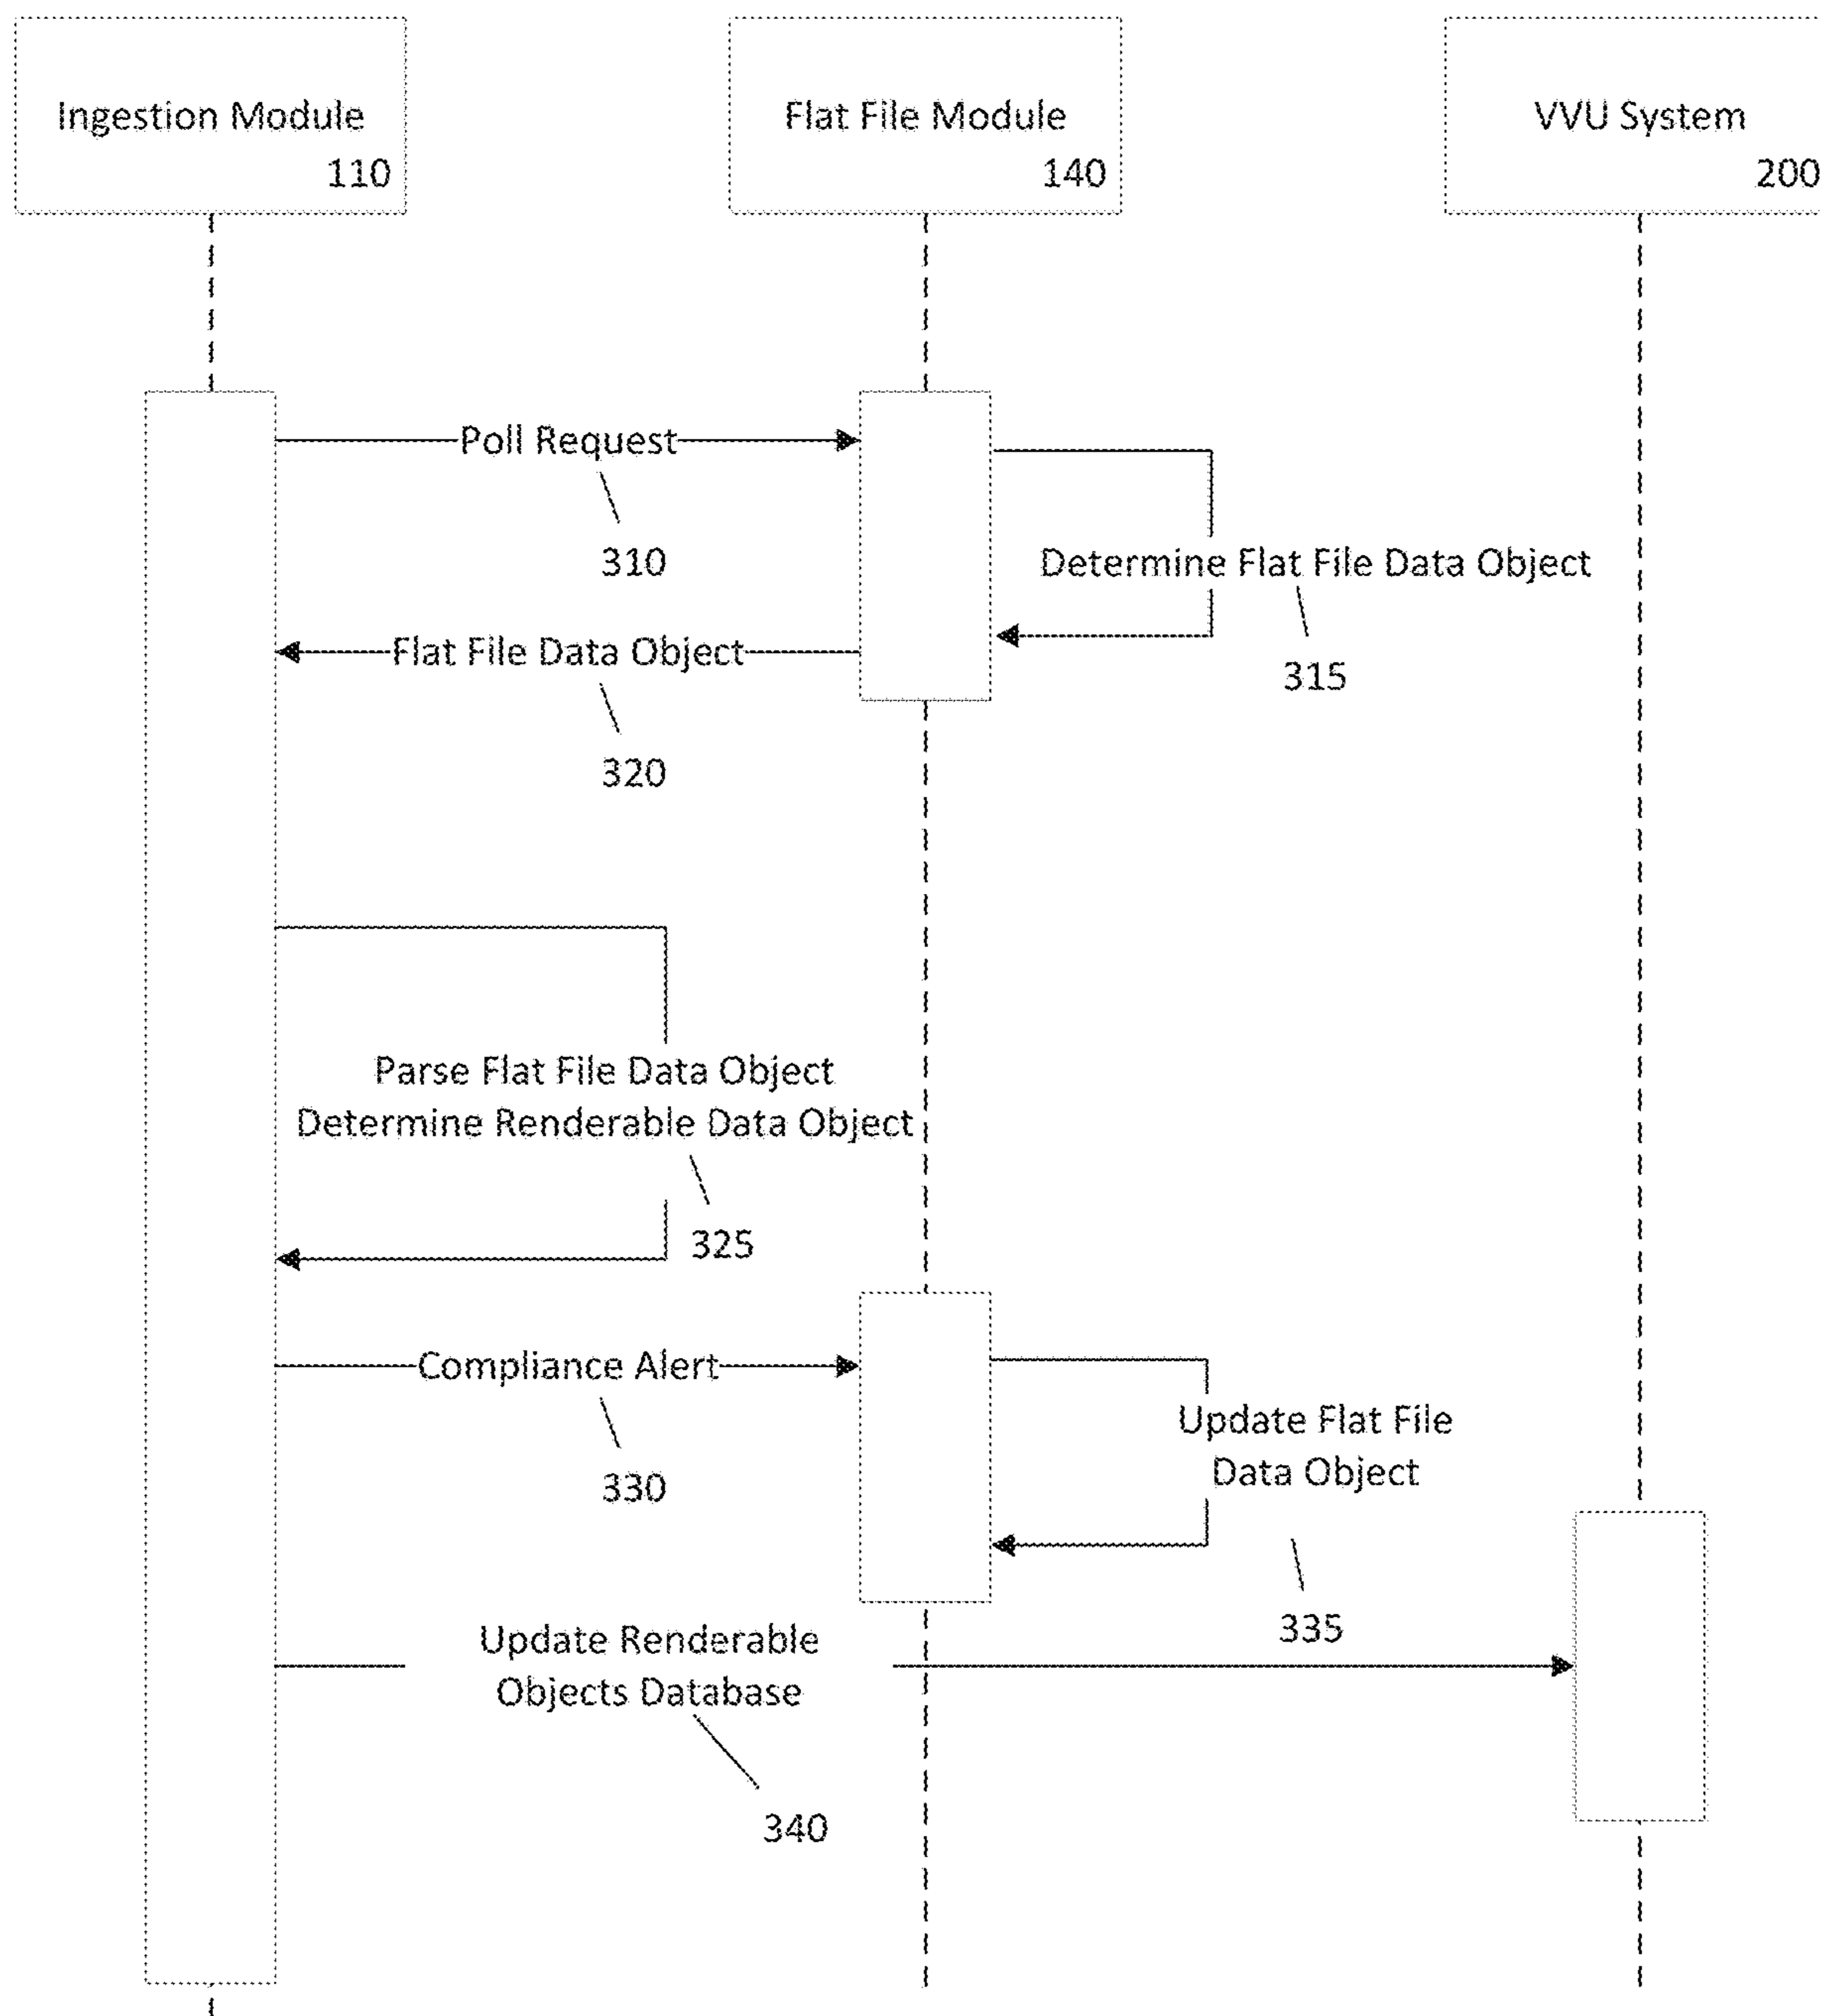 Ingestion Module
110
Flat File Module
140
VVU System
200
Poll Request
310
Determine Flat File Data Object
315
Flat File Data Object
320
Parse Flat File Data Object
Determine Renderable Data Object
325
Compliance Alert
330
Update Flat File
Data Object
335
Update Renderable
Objects Database
340